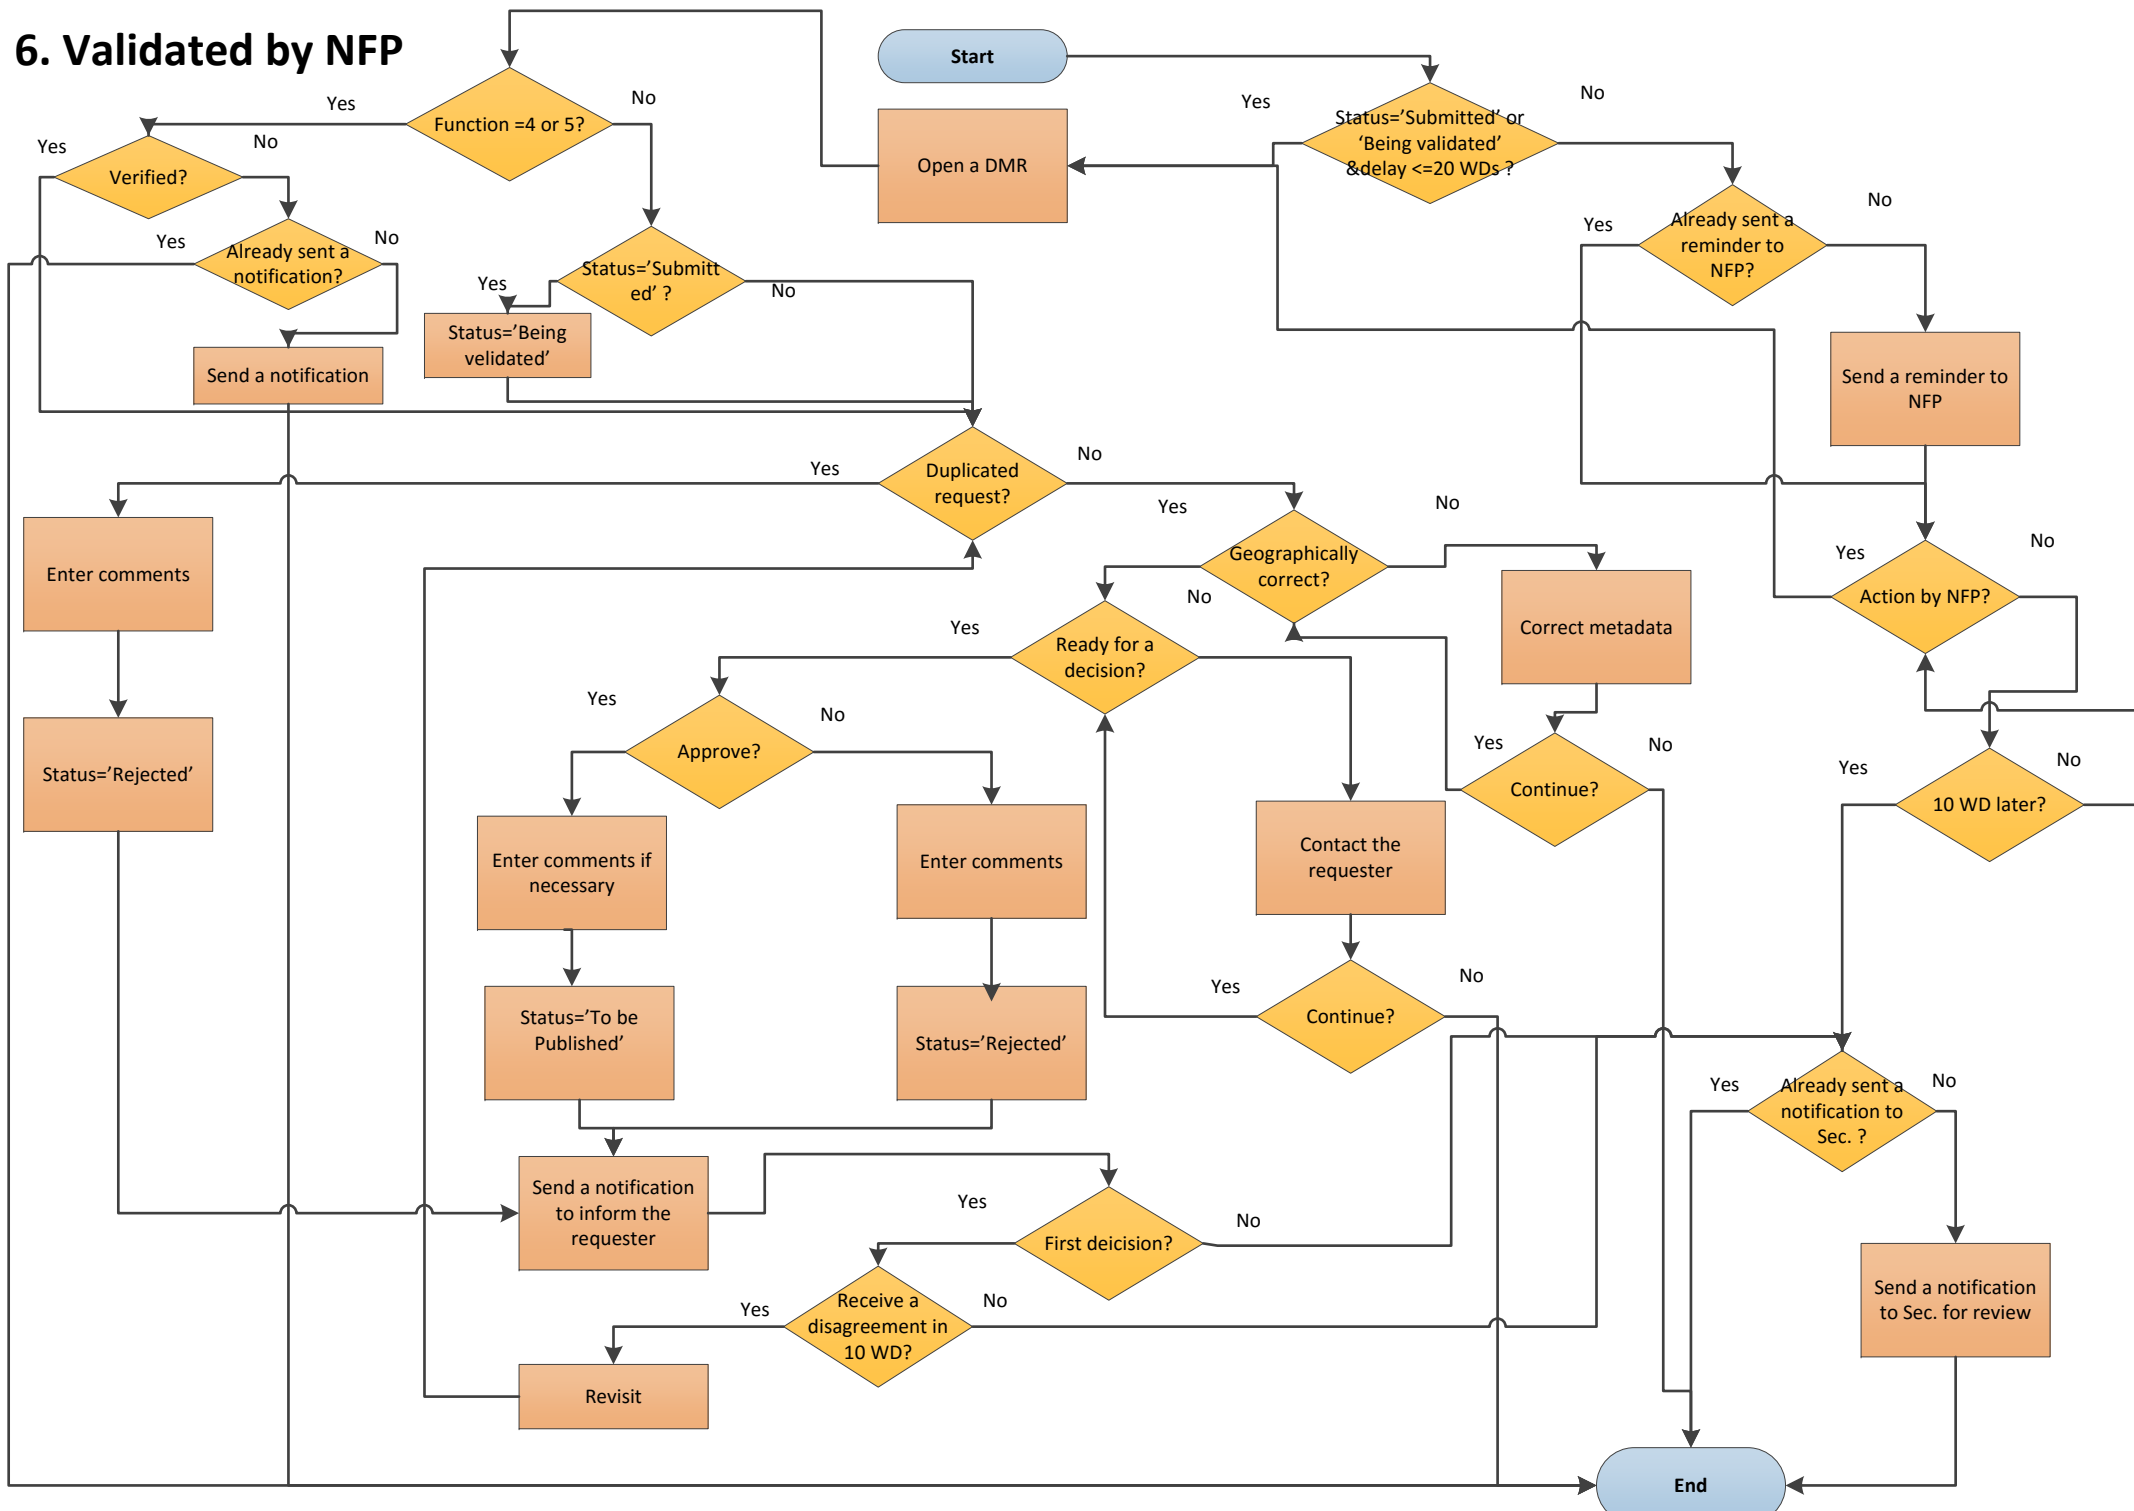 6. Validated by NFP
Start
Yes
No
Function =4 or 5?
Yes
No
Status=’Submitted’ or
‘Being validated’
&delay <=20 WDs ?
Open a DMR
Yes
No
Verified?
Yes
No
Already sent a
reminder to
NFP?
Yes
No
Already sent a
notification?
Yes
No
Status=’Submitt
ed’ ?
Status=’Being
velidated’
Send a notification
Send a reminder to
NFP
Yes
No
Duplicated
request?
Yes
No
Geographically
correct?
Yes
No
Action by NFP?
Enter comments
Correct metadata
Yes
No
Ready for a
decision?
Yes
No
Approve?
Status=’Rejected’
Yes
No
Continue?
Yes
No
10 WD later?
Enter comments if
necessary
Enter comments
Contact the
requester
Yes
No
Continue?
Status=’To be
Published’
Status=’Rejected’
Yes
No
Already sent a
notification to
Sec. ?
Send a notification
to inform the
requester
Yes
No
First deicision?
Send a notification
to Sec. for review
Yes
No
Receive a
disagreement in
10 WD?
Revisit
End